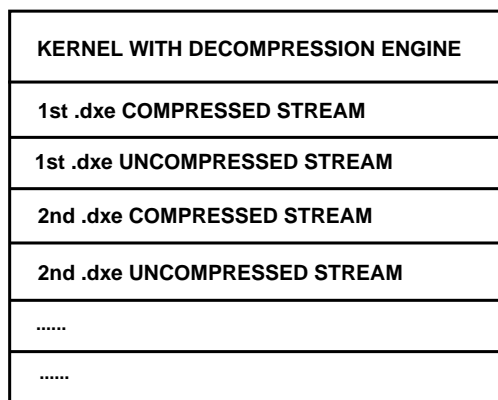 KERNEL WITH DECOMPRESSION ENGINE
1st .dxe COMPRESSED STREAM
1st .dxe UNCOMPRESSED STREAM
2nd .dxe COMPRESSED STREAM
2nd .dxe UNCOMPRESSED STREAM
......
......